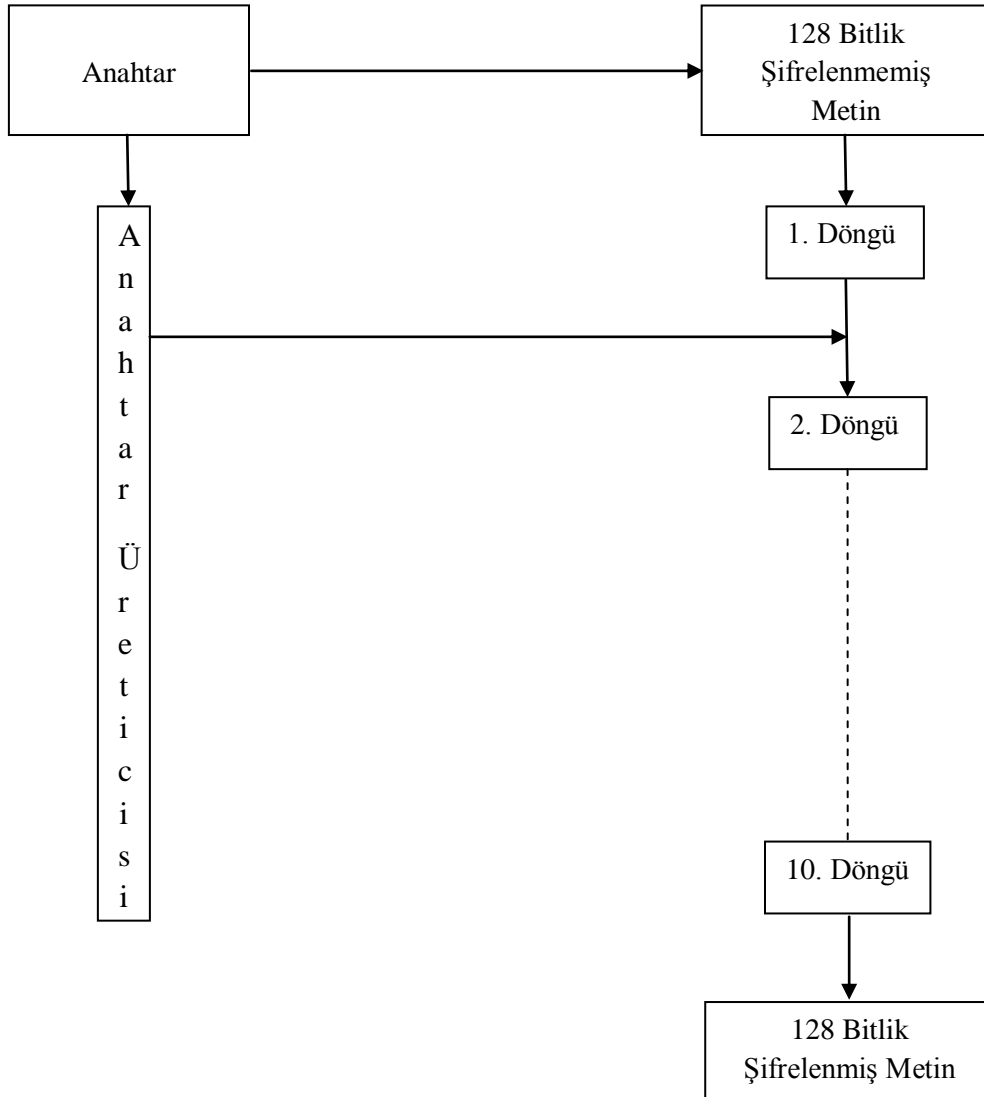 Anahtar
128 Bitlik
Şifrelenmemiş
Metin
A
n
a
h
t
a
r
Ü
r
e
t
i
c
i
s
i
1. Döngü
2. Döngü
10. Döngü
128 Bitlik
Şifrelenmiş Metin